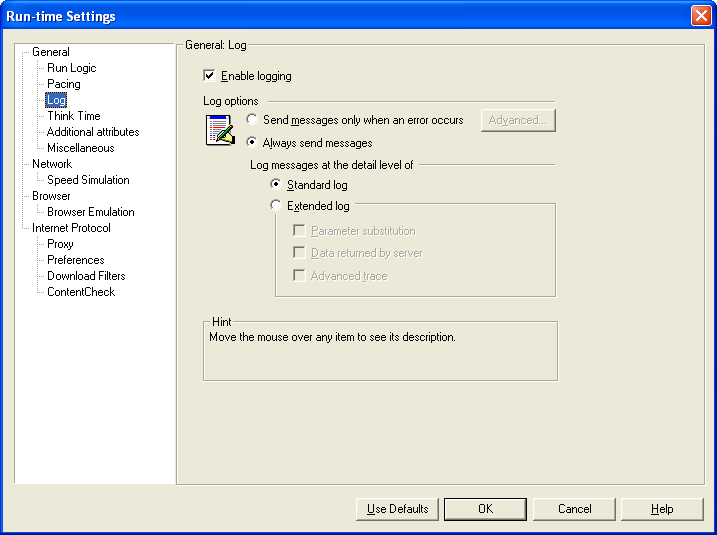 Run-time Settings
General
Run Logic
Pacing
Log
Think Time
Additional attributes
Miscellaneous
Network
Speed Simulation
Browser
Browser Emulation
Internet Protocol
Proxy
Preferences
Download Filters
ContentCheck
General: Log
Enable logging
Log options
Send messages only when an error occurs
Advanced...
Always send messages
Log messages at the detail level of
Standard log
Extended log
Parameter substitution
Data returned by server
Advanced trace
Hint
Move the mouse over any item to see its description.
Use Defaults
OK
Cancel
Help